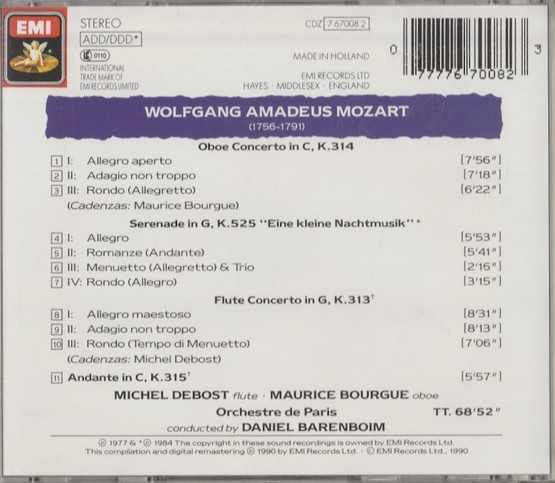 EMI
STEREO
ADD/DDD*
0110
INTERNATIONAL
TRADE MARK OF
EMI RECORDS LIMITED
CDZ 7 67008 2
MADE IN HOLLAND
EMI RECORDS LTD
HAYES · MIDDLESEX · ENGLAND
0 77776 70082 3
WOLFGANG AMADEUS MOZART
(1756-1791)
Oboe Concerto in C, K.314
1 I: Allegro aperto [7'56"]
2 II: Adagio non troppo [7'18"]
3 III: Rondo (Allegretto) [6'22"]
(Cadenzas: Maurice Bourgue)
Serenade in G, K.525 "Eine kleine Nachtmusik"*
4 I: Allegro [5'53"]
5 II: Romanze (Andante) [5'41"]
6 III: Menuetto (Allegretto) & Trio [2'16"]
7 IV: Rondo (Allegro) [3'15"]
Flute Concerto in G, K.313†
8 I: Allegro maestoso [8'31"]
9 II: Adagio non troppo [8'13"]
10 III: Rondo (Tempo di Menuetto) [7'06"]
(Cadenzas: Michel Debost)
11 Andante in C, K.315† [5'57"]
MICHEL DEBOST flute · MAURICE BOURGUE oboe
Orchestre de Paris TT. 68'52"
conducted by DANIEL BARENBOIM
℗ 1977 & *℗ 1984 The copyright in these sound recordings is owned by EMI Records Ltd.
This compilation and digital remastering ℗ 1990 by EMI Records Ltd. · © EMI Records Ltd., 1990